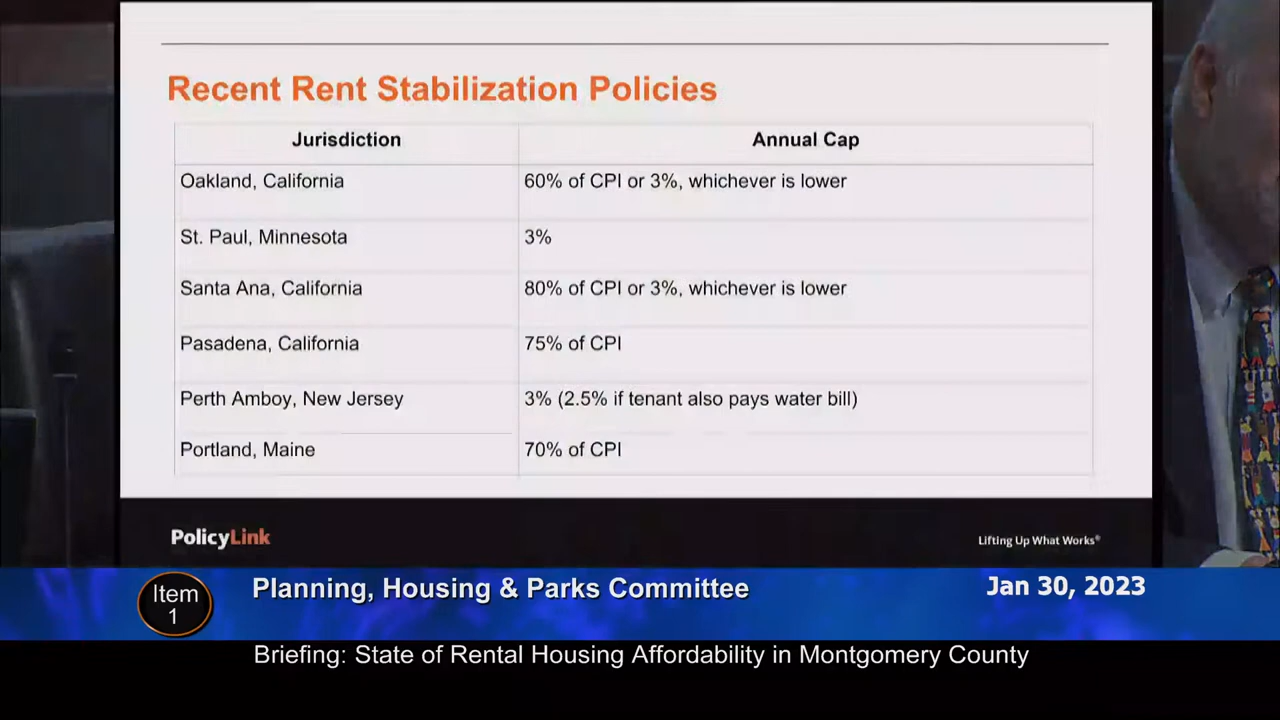 Recent Rent Stabilization Policies
Jurisdiction Annual Cap
Oakland, California 60% of CPI or 3%, whichever is lower
St. Paul, Minnesota 3%
Santa Ana, California 80% of CPI or 3%, whichever is lower
Pasadena, California 75% of CPI
Perth Amboy, New Jersey 3% (2.5% if tenant also pays water bill)
Portland, Maine 70% of CPI
PolicyLink Lifting Up What Works®
Item 1
Planning, Housing & Parks Committee
Jan 30, 2023
Briefing: State of Rental Housing Affordability in Montgomery County